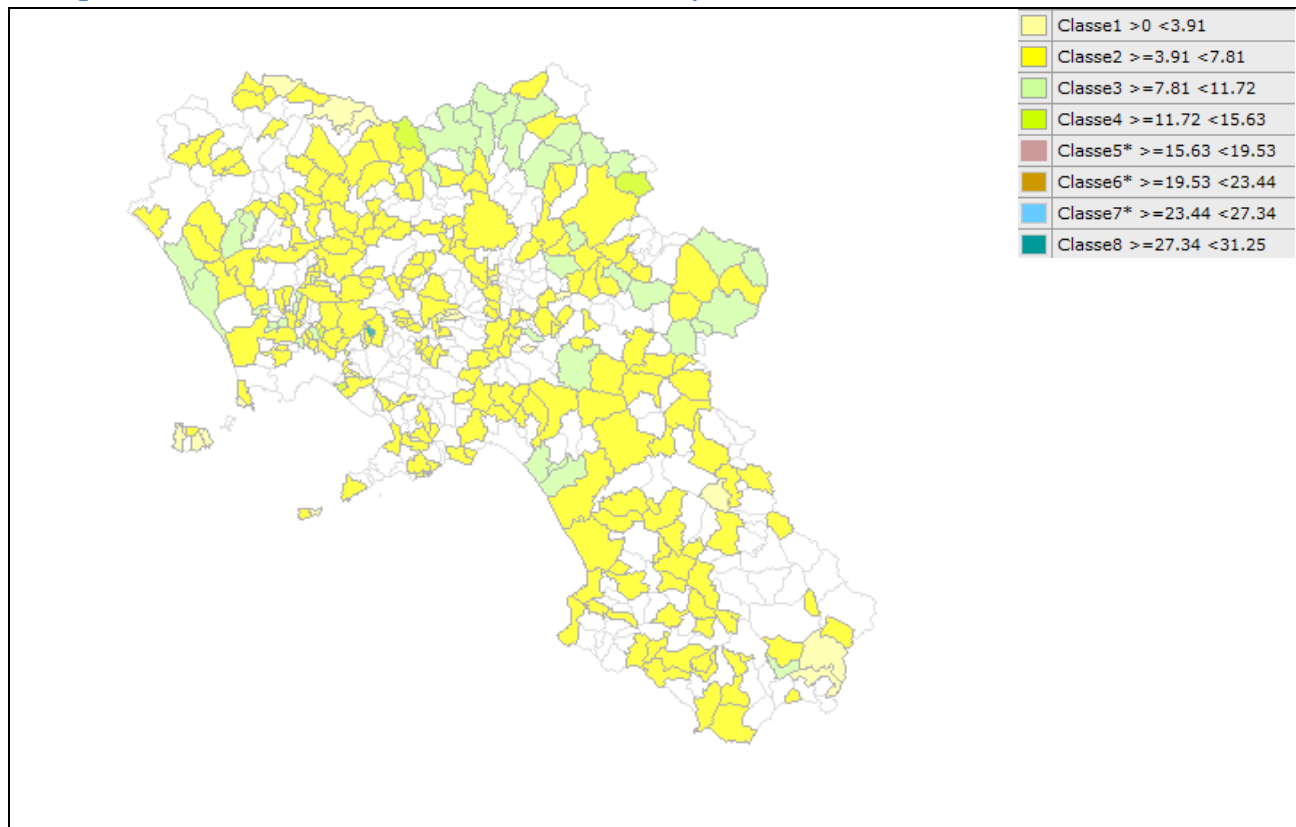 Classe1 >0 <3.91
Classe2 >=3.91 <7.81
Classe3 >=7.81 <11.72
Classe4 >=11.72 <15.63
Classe5* >=15.63 <19.53
Classe6* >=19.53 <23.44
Classe7* >=23.44 <27.34
Classe8 >=27.34 <31.25